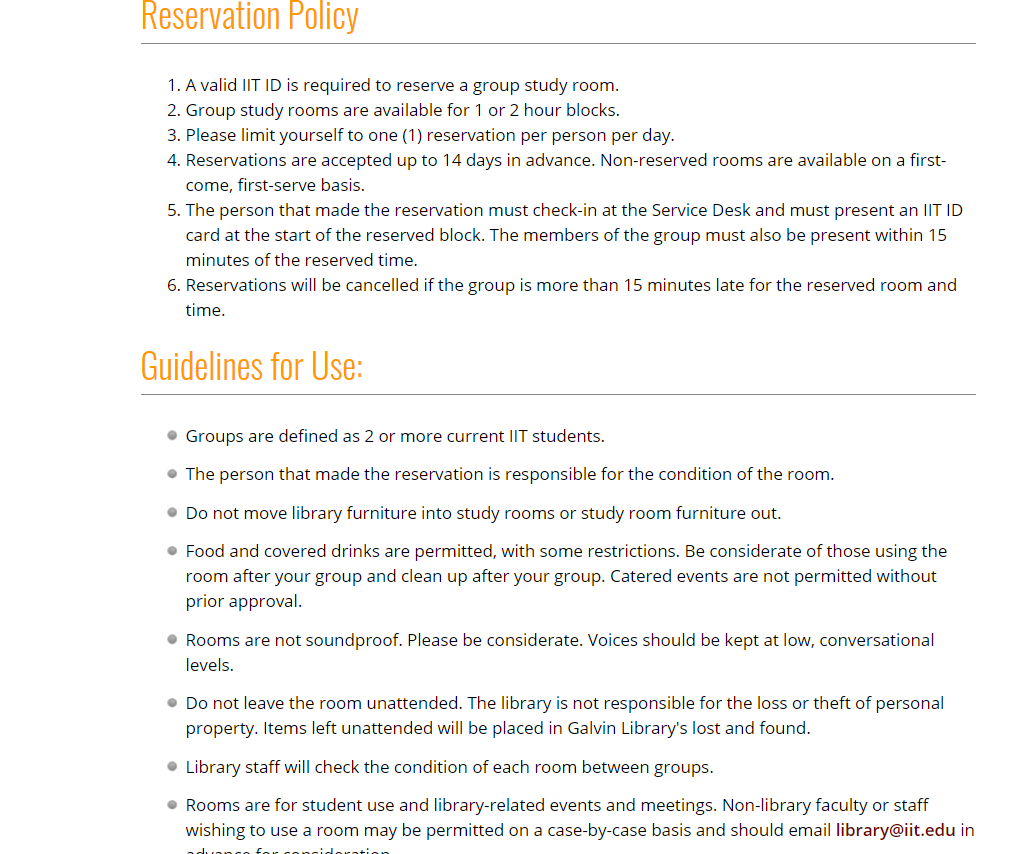 Reservation Policy
1. A valid IIT ID is required to reserve a group study room.
2. Group study rooms are available for 1 or 2 hour blocks.
3. Please limit yourself to one (1) reservation per person per day.
4. Reservations are accepted up to 14 days in advance. Non-reserved rooms are available on a first-
come, first-serve basis.
5. The person that made the reservation must check-in at the Service Desk and must present an IIT ID
card at the start of the reserved block. The members of the group must also be present within 15
minutes of the reserved time.
6. Reservations will be cancelled if the group is more than 15 minutes late for the reserved room and
time.
Guidelines for Use:
Groups are defined as 2 or more current IIT students.
The person that made the reservation is responsible for the condition of the room.
Do not move library furniture into study rooms or study room furniture out.
Food and covered drinks are permitted, with some restrictions. Be considerate of those using the
room after your group and clean up after your group. Catered events are not permitted without
prior approval.
Rooms are not soundproof. Please be considerate. Voices should be kept at low, conversational
levels.
Do not leave the room unattended. The library is not responsible for the loss or theft of personal
property. Items left unattended will be placed in Galvin Library's lost and found.
Library staff will check the condition of each room between groups.
Rooms are for student use and library-related events and meetings. Non-library faculty or staff
wishing to use a room may be permitted on a case-by-case basis and should email library@iit.edu in
advance for consideration.